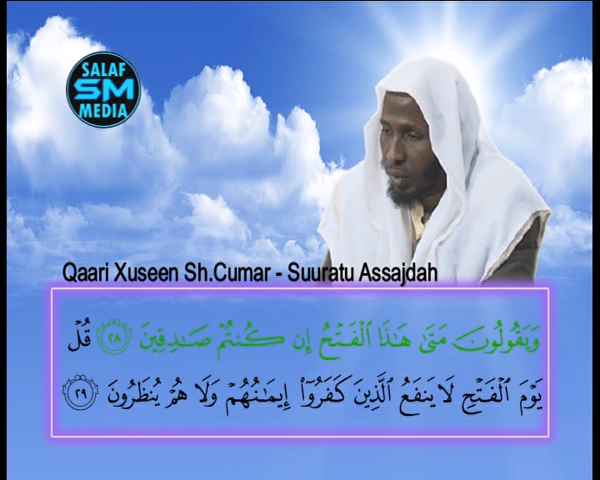 SALAF
SM
MEDIA
Qaari Xuseen Sh.Cumar - Suuratu Assajdah
وَيَقُولُونَ مَتَىٰ هَـٰذَا ٱلْفَتْحُ إِن كُنتُمْ صَـٰدِقِينَ ٢٨ قُلْ
يَوْمَ ٱلْفَتْحِ لَا يَنفَعُ ٱلَّذِينَ كَفَرُوٓا۟ إِيمَـٰنُهُمْ وَلَا هُمْ يُنظَرُونَ ٢٩